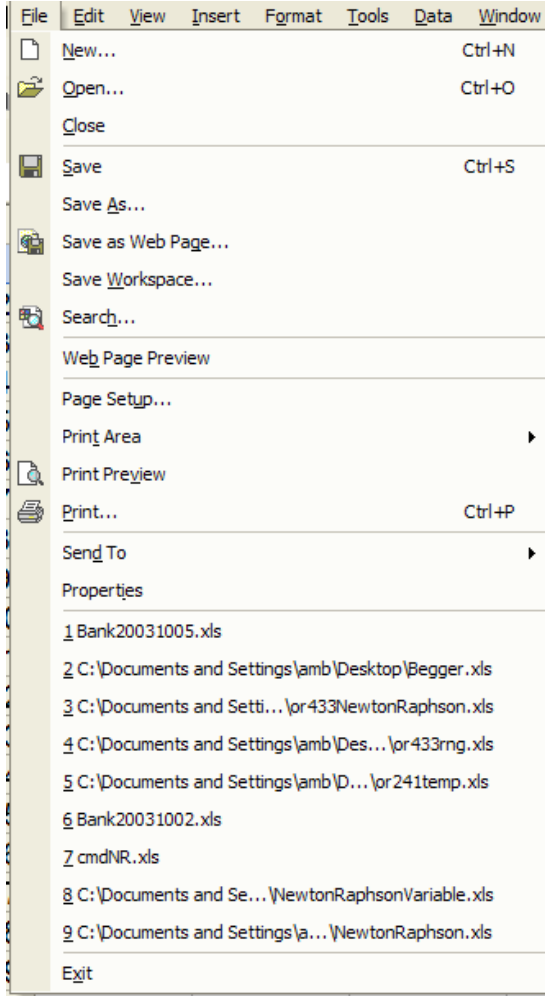 File Edit View Insert Format Tools Data Window
New... Ctrl+N
Open... Ctrl+O
Close
Save Ctrl+S
Save As...
Save as Web Page...
Save Workspace...
Search...
Web Page Preview
Page Setup...
Print Area
Print Preview
Print... Ctrl+P
Send To
Properties
1 Bank20031005.xls
2 C:\Documents and Settings\amb\Desktop\Begger.xls
3 C:\Documents and Setti...\or433NewtonRaphson.xls
4 C:\Documents and Settings\amb\Des...\or433rng.xls
5 C:\Documents and Settings\amb\D...\or241temp.xls
6 Bank20031002.xls
7 cmdNR.xls
8 C:\Documents and Se...\NewtonRaphsonVariable.xls
9 C:\Documents and Settings\a...\NewtonRaphson.xls
Exit